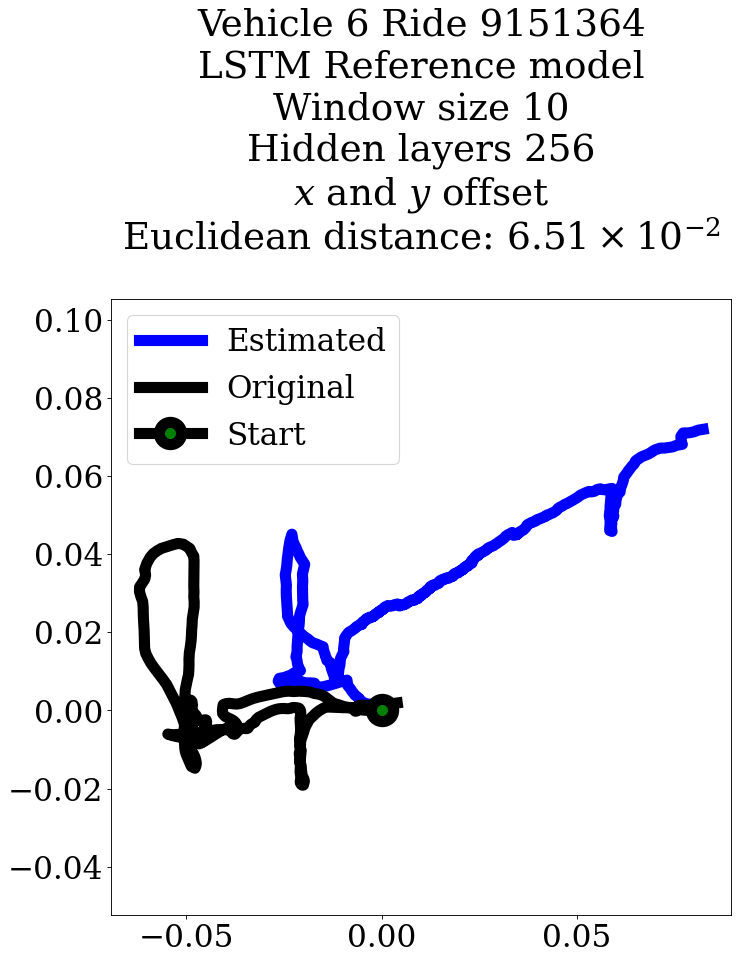 Vehicle 6 Ride 9151364
LSTM Reference model
Window size 10
Hidden layers 256
x and y offset
Euclidean distance: 6.51 × 10⁻²
0.10
0.08
0.06
0.04
0.02
0.00
−0.02
−0.04
Estimated
Original
Start
−0.05 0.00 0.05